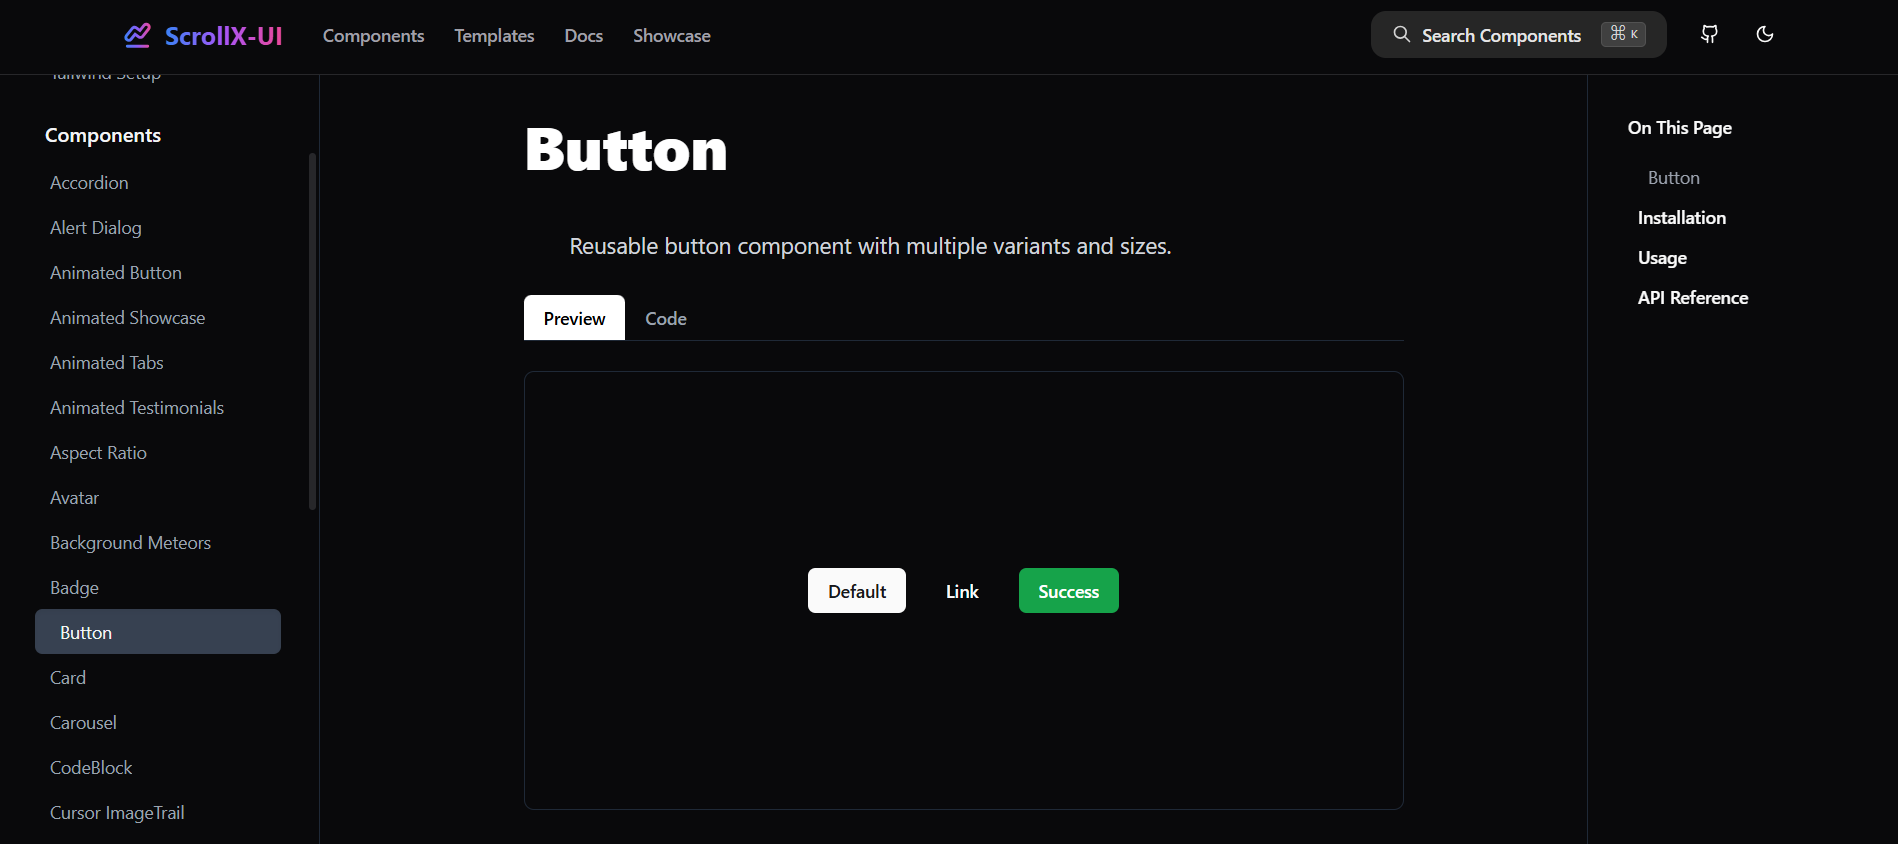 ScrollX-UI
Components
Templates
Docs
Showcase
Search Components
⌘ K
Tailwind Setup
Components
Accordion
Alert Dialog
Animated Button
Animated Showcase
Animated Tabs
Animated Testimonials
Aspect Ratio
Avatar
Background Meteors
Badge
Button
Card
Carousel
CodeBlock
Cursor ImageTrail
Button
Reusable button component with multiple variants and sizes.
Preview
Code
Default
Link
Success
On This Page
Button
Installation
Usage
API Reference